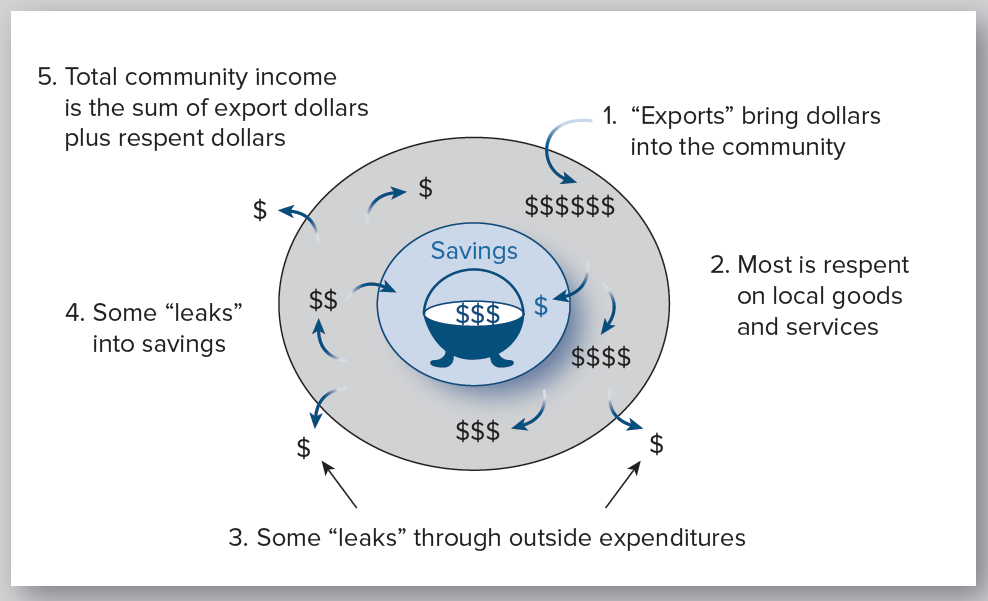 5. Total community income
is the sum of export dollars
plus respent dollars
1. “Exports” bring dollars
into the community
$
$
$$$$$$
Savings
2. Most is respent
on local goods
and services
4. Some “leaks”
into savings
$$
$$$
$
$$$$
$$$
$
$
3. Some “leaks” through outside expenditures